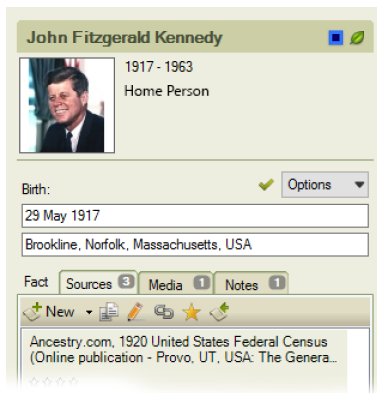 John Fitzgerald Kennedy
1917 - 1963
Home Person
Birth:
Options
29 May 1917
Brookline, Norfolk, Massachusetts, USA
Fact Sources 3 Media 1 Notes 1
New
Ancestry.com, 1920 United States Federal Census
(Online publication - Provo, UT, USA: The Genera...